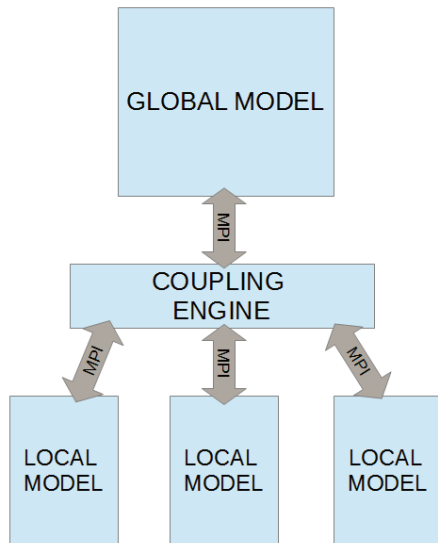 GLOBAL MODEL
MPI
COUPLING
ENGINE
MPI
MPI
MPI
LOCAL
MODEL
LOCAL
MODEL
LOCAL
MODEL